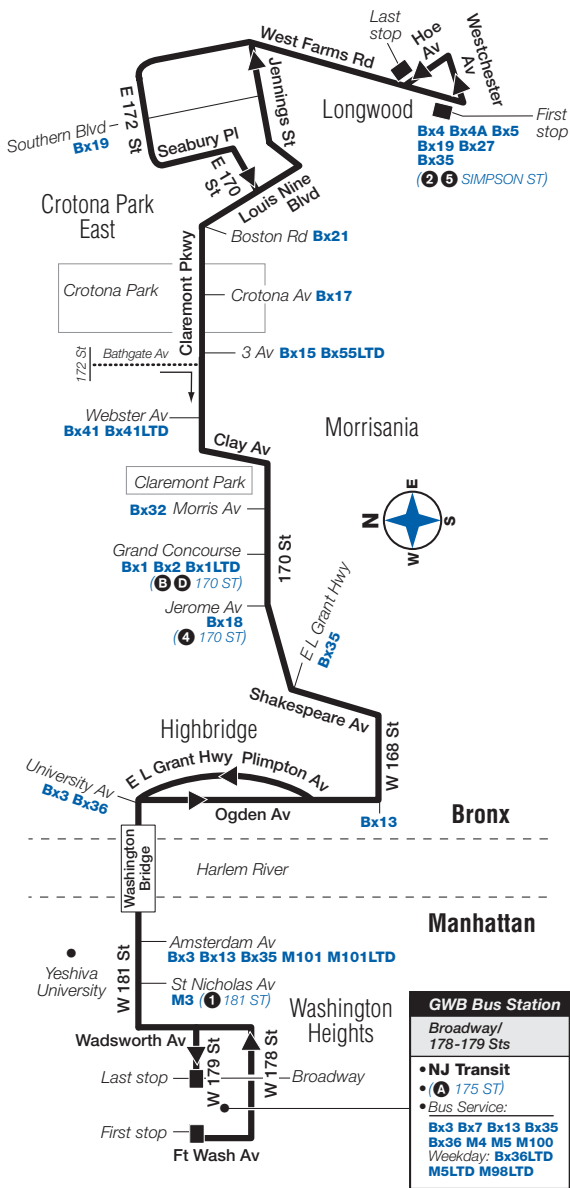 Last
stop
Hoe
Av
Westchester
Av
West Farms Rd
Jennings St
E 172 St
Longwood
First
stop
Bx4 Bx4A Bx5
Bx19 Bx27
Bx35
(2 5 SIMPSON ST)
Southern Blvd
Bx19
Seabury Pl
E 170
St
Louis Nine
Blvd
Crotona Park
East
Boston Rd Bx21
Claremont Pkwy
Crotona Park
Crotona Av Bx17
3 Av Bx15 Bx55LTD
172 St
Bathgate Av
Webster Av
Bx41 Bx41LTD
Clay Av
Morrisania
Claremont Park
Bx32 Morris Av
N
E
S
W
Grand Concourse
Bx1 Bx2 Bx1LTD
(B D 170 ST)
170 St
Jerome Av
Bx18
(4 170 ST)
E L Grant Hwy
Bx35
Shakespeare Av
W 168 St
Highbridge
E L Grant Hwy
Plimpton Av
University Av
Bx3 Bx36
Ogden Av
Bx13
Bronx
Washington
Bridge
Harlem River
Manhattan
W 181 St
Amsterdam Av
Bx3 Bx13 Bx35 M101 M101LTD
Yeshiva
University
St Nicholas Av
M3 (1 181 ST)
Washington
Heights
Wadsworth Av
W 179 St
W 178 St
Last stop
Broadway
First stop
Ft Wash Av
GWB Bus Station
Broadway/
178-179 Sts
• NJ Transit
• (A 175 ST)
• Bus Service:
Bx3 Bx7 Bx13 Bx35
Bx36 M4 M5 M100
Weekday: Bx36LTD
M5LTD M98LTD